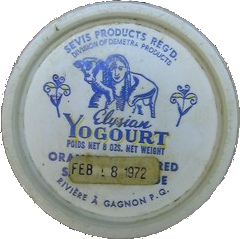 SEVIS PRODUCTS REG'D.
DIVISION OF DEMETRA PRODUCTS
Elysian
YOGOURT
POIDS NET 8 OZS. NET WEIGHT
FEB 18 1972
RIVIÈRE À GAGNON P.Q.